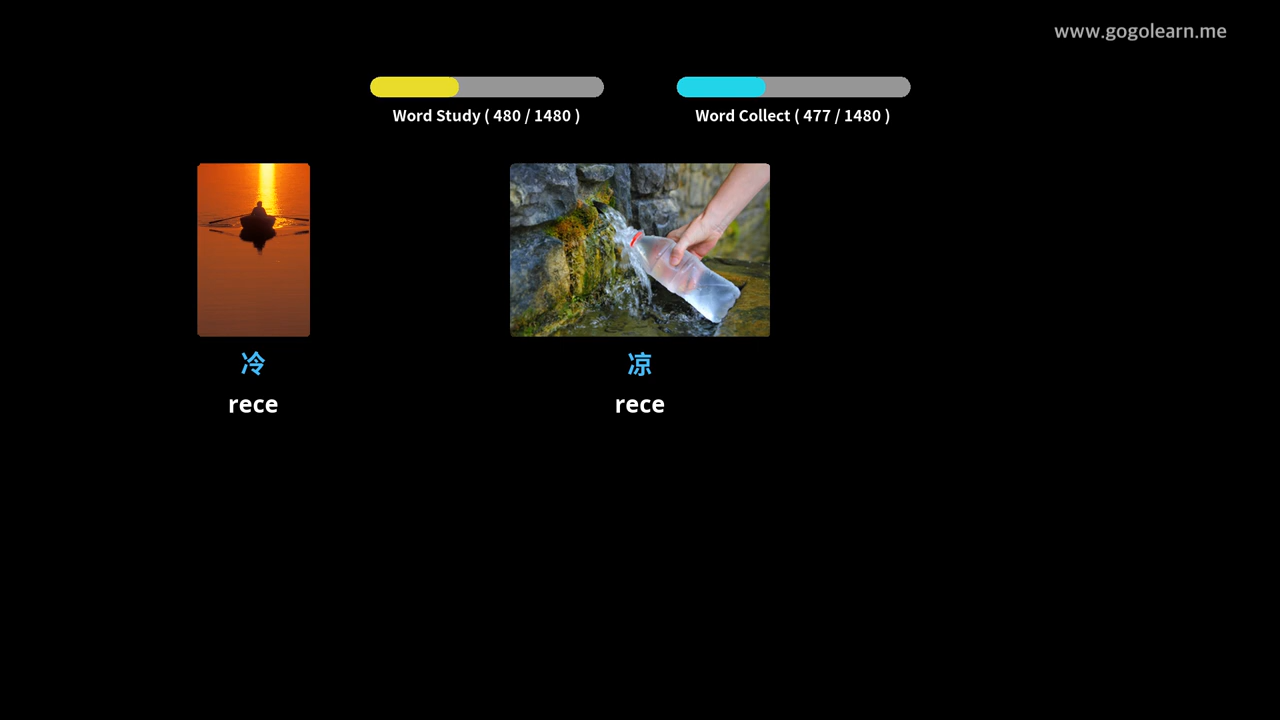 www.gogolearn.me
Word Study ( 480 / 1480 )
Word Collect ( 477 / 1480 )
冷
rece
凉
rece